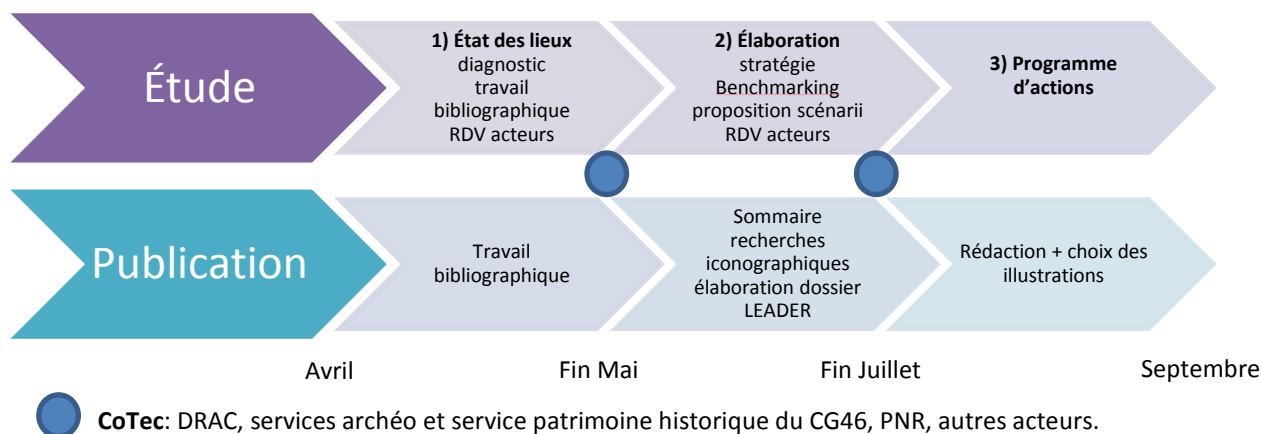 Étude
1) État des lieux
diagnostic
travail
bibliographique
RDV acteurs
2) Élaboration
stratégie
Benchmarking
proposition scénarii
RDV acteurs
3) Programme
d’actions
Publication
Travail
bibliographique
Sommaire
recherches
iconographiques
élaboration dossier
LEADER
Rédaction + choix des
illustrations
Avril
Fin Mai
Fin Juillet
Septembre
CoTec: DRAC, services archéo et service patrimoine historique du CG46, PNR, autres acteurs.